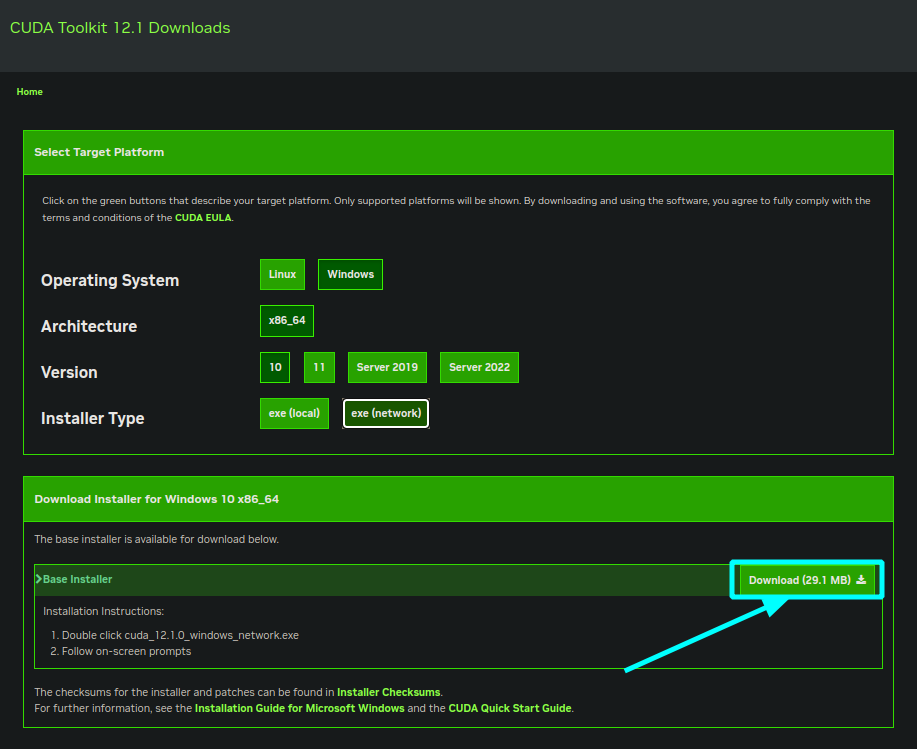 CUDA Toolkit 12.1 Downloads
Home
Select Target Platform
Click on the green buttons that describe your target platform. Only supported platforms will be shown. By downloading and using the software, you agree to fully comply with the
terms and conditions of the CUDA EULA.
Operating System Linux Windows
Architecture x86_64
Version 10 11 Server 2019 Server 2022
Installer Type exe (local) exe (network)
Download Installer for Windows 10 x86_64
The base installer is available for download below.
Base Installer Download (29.1 MB)
Installation Instructions:
1. Double click cuda_12.1.0_windows_network.exe
2. Follow on-screen prompts
The checksums for the installer and patches can be found in Installer Checksums.
For further information, see the Installation Guide for Microsoft Windows and the CUDA Quick Start Guide.